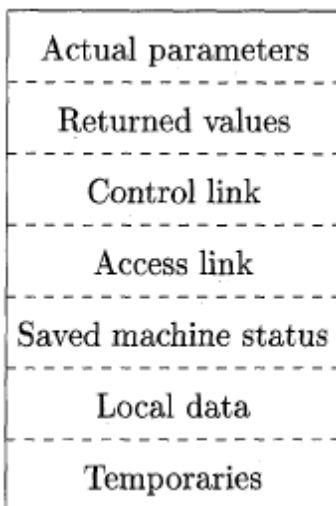 Actual parameters
Returned values
Control link
Access link
Saved machine status
Local data
Temporaries